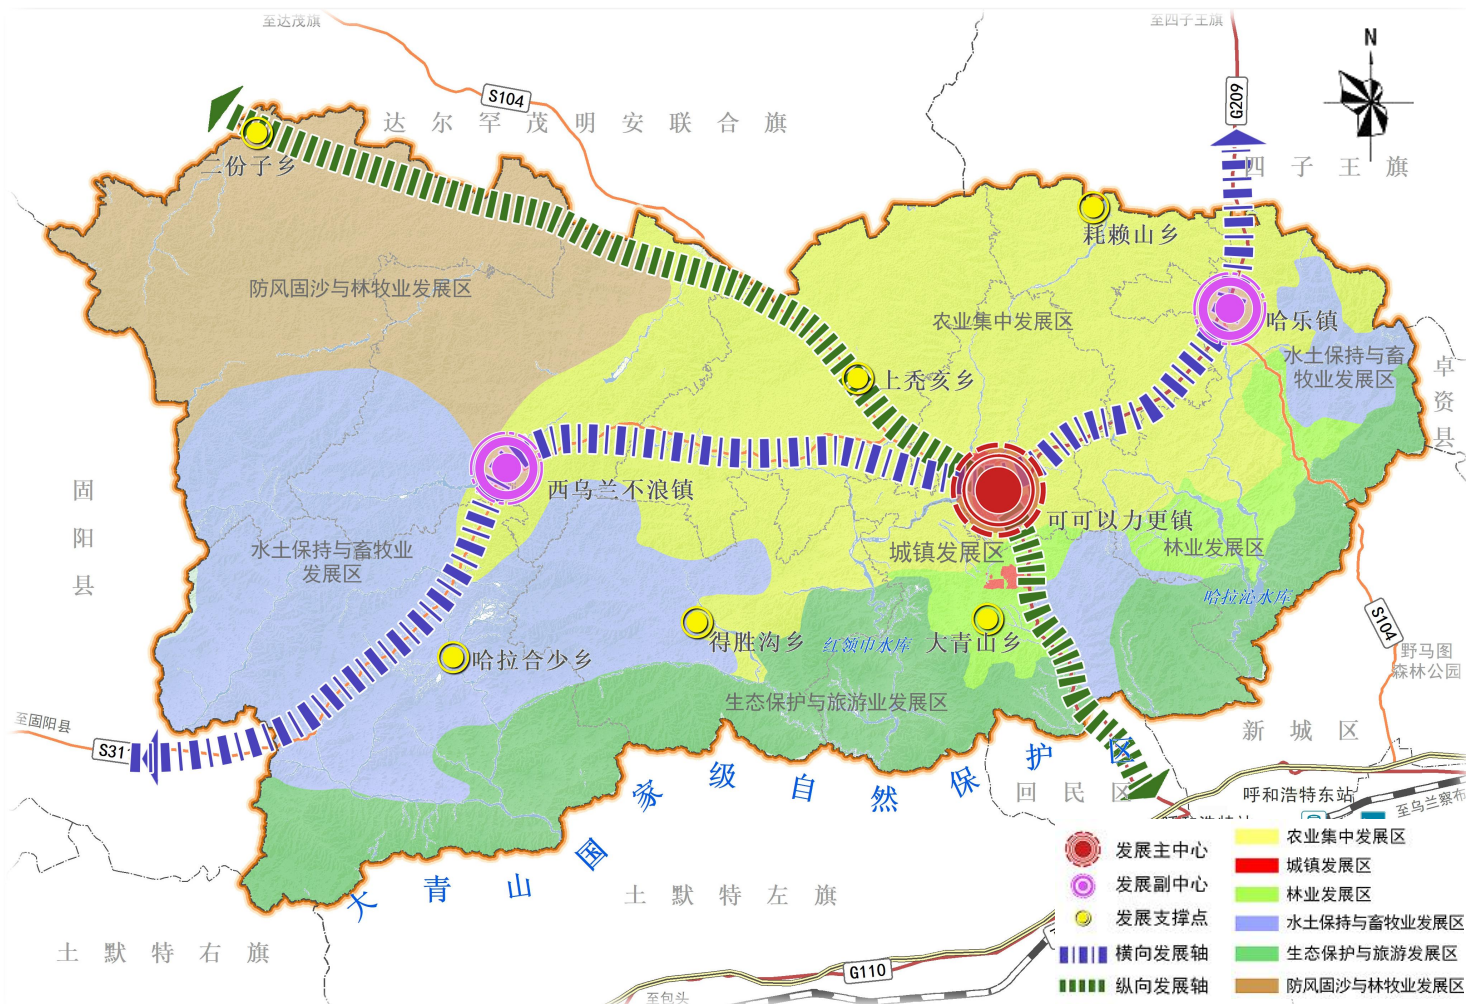 至达茂旗
至四子王旗
N
S104
G209
达尔罕茂明安联合旗
四子王旗
二份子乡
耗赖山乡
防风固沙与林牧业发展区
农业集中发展区
哈乐镇
水土保持与畜
牧业发展区
卓资县
上秃亥乡
固阳县
西乌兰不浪镇
可可以力更镇
水土保持与畜牧业
发展区
城镇发展区
林业发展区
哈拉沁水库
S104
得胜沟乡
红领巾水库
大青山乡
哈拉合少乡
野马图
森林公园
生态保护与旅游业发展区
至固阳县
S31
新城区
大青山国家级自然保护区
回民区
呼和浩特东站
至乌兰察布
土默特左旗
土默特右旗
G110
至包头
发展主中心
发展副中心
发展支撑点
横向发展轴
纵向发展轴
农业集中发展区
城镇发展区
林业发展区
水土保持与畜牧业发展区
生态保护与旅游发展区
防风固沙与林牧业发展区